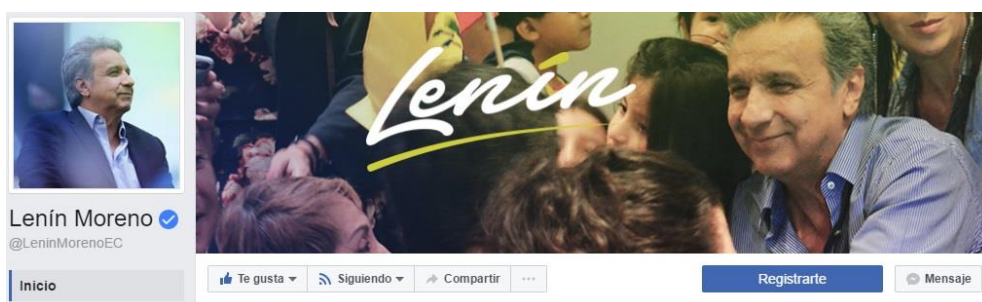 Lenín
Lenín Moreno
@LeninMorenoEC
Inicio
Te gusta Siguiendo Compartir ... Registrarte Mensaje